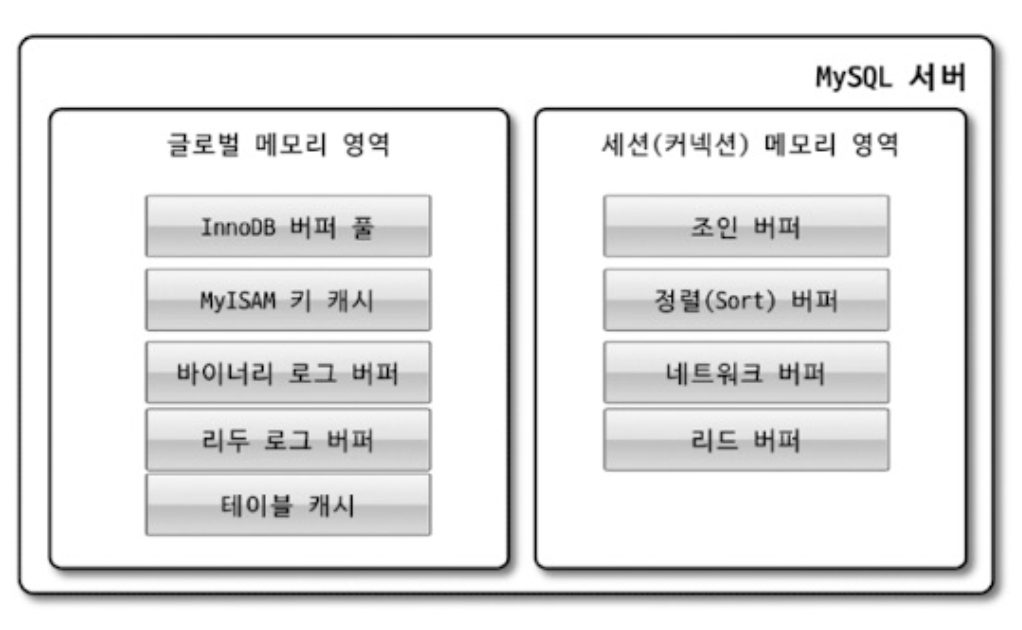 MySQL 서버
글로벌 메모리 영역
InnoDB 버퍼 풀
MyISAM 키 캐시
바이너리 로그 버퍼
리두 로그 버퍼
테이블 캐시
세션(커넥션) 메모리 영역
조인 버퍼
정렬(Sort) 버퍼
네트워크 버퍼
리드 버퍼